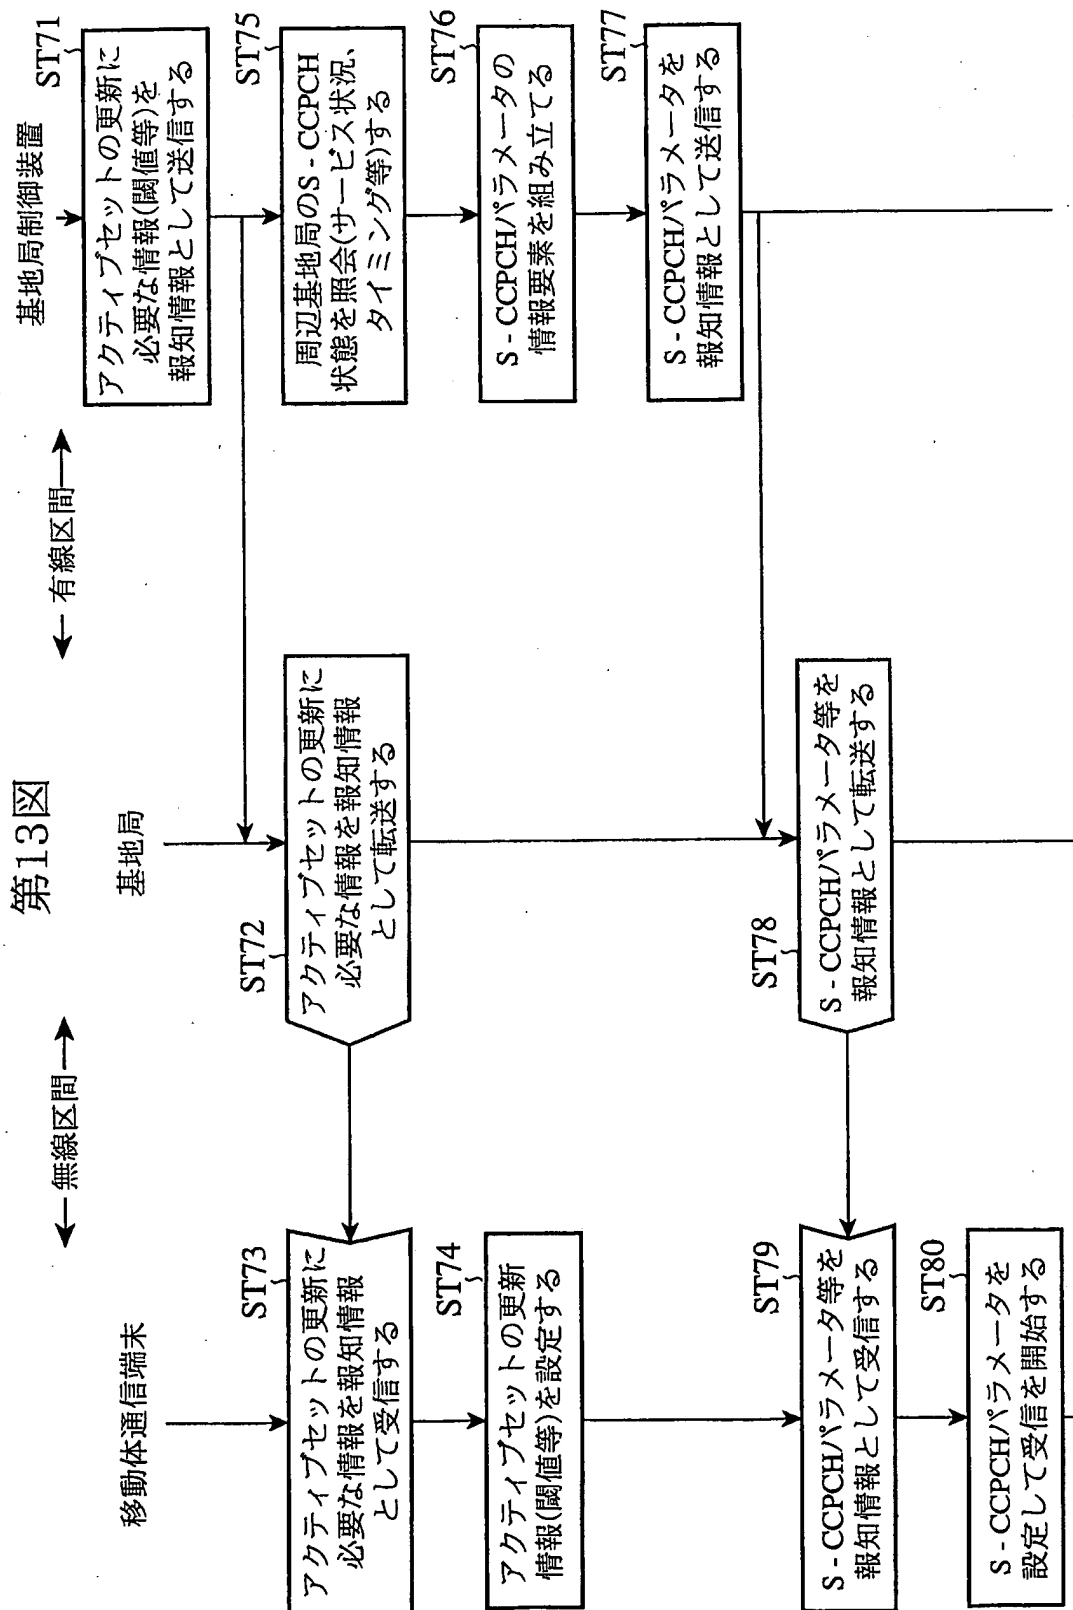 第13図
←無線区間→
←有線区間→
移動体通信端末
基地局
基地局制御装置
ST71
アクティブセットの更新に
必要な情報(閾値等)を
報知情報として送信する
ST72
アクティブセットの更新に
必要な情報を報知情報
として転送する
ST73
アクティブセットの更新に
必要な情報を報知情報
として受信する
ST74
アクティブセットの更新
情報(閾値等)を設定する
ST75
周辺基地局のS-CCPCH
状態を照会(サービス状況、
タイミング等)する
ST76
S-CCPCHパラメータの
情報要素を組み立てる
ST77
S-CCPCHパラメータを
報知情報として送信する
ST78
S-CCPCHパラメータ等を
報知情報として転送する
ST79
S-CCPCHパラメータ等を
報知情報として受信する
ST80
S-CCPCHパラメータを
設定して受信を開始する